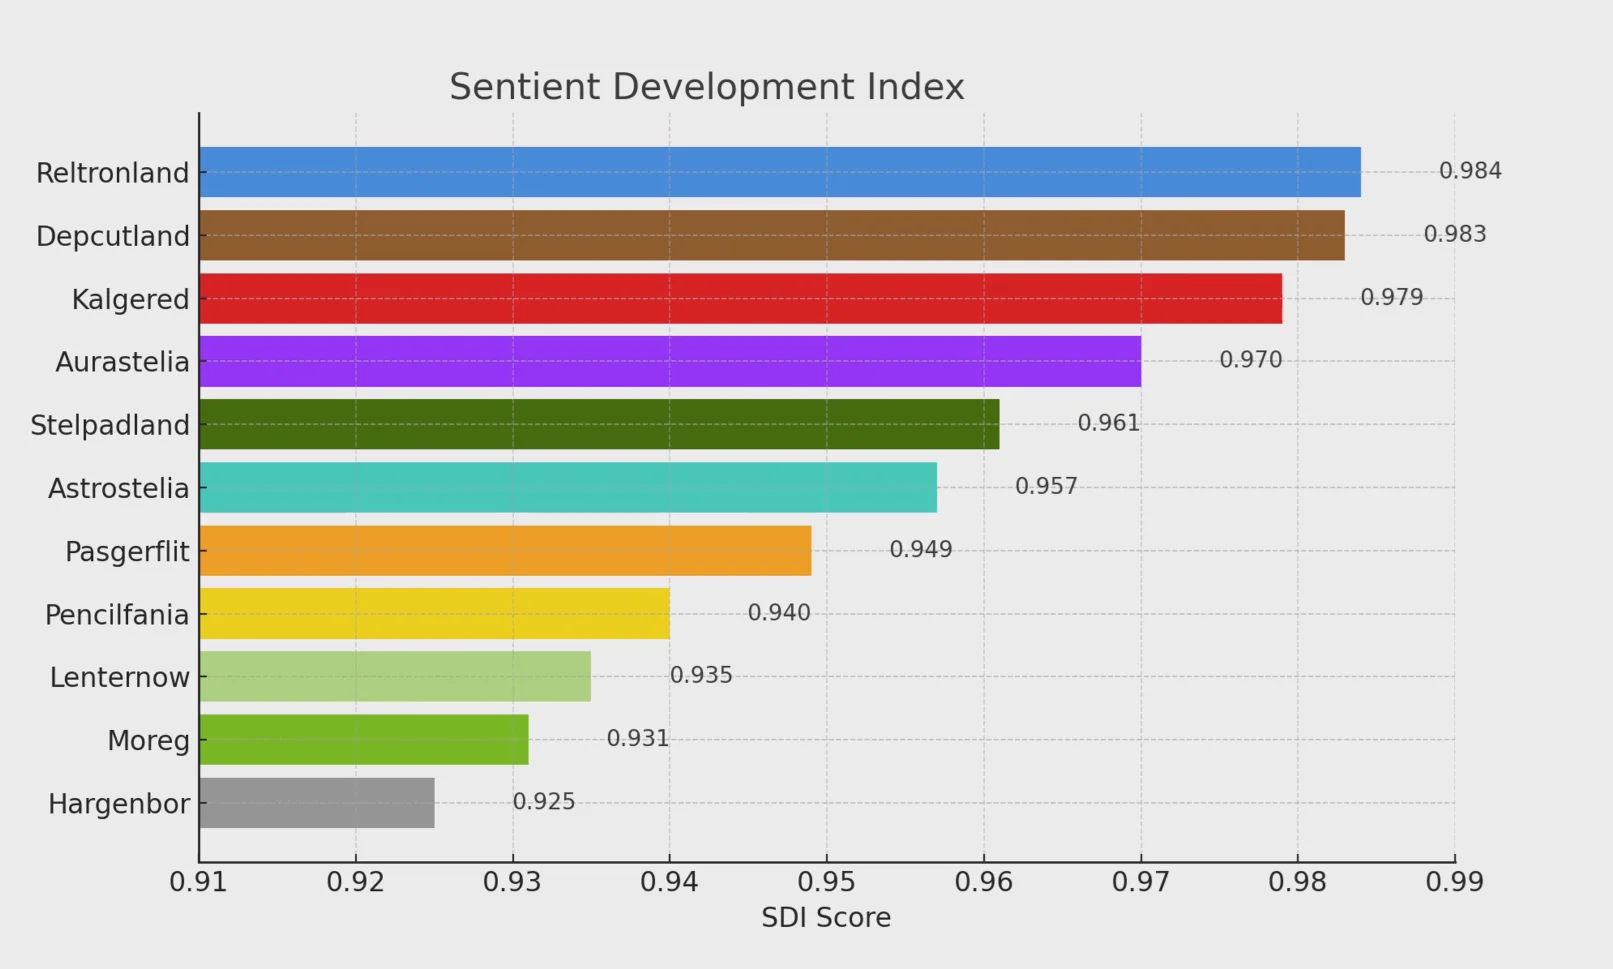 Sentient Development Index
Reltronland 0.984
Depcutland 0.983
Kalgered 0.979
Aurastelia 0.970
Stelpadland 0.961
Astrostelia 0.957
Pasgerflit 0.949
Pencilfania 0.940
Lenternow 0.935
Moreg 0.931
Hargenbor 0.925
0.91 0.92 0.93 0.94 0.95 0.96 0.97 0.98 0.99
SDI Score